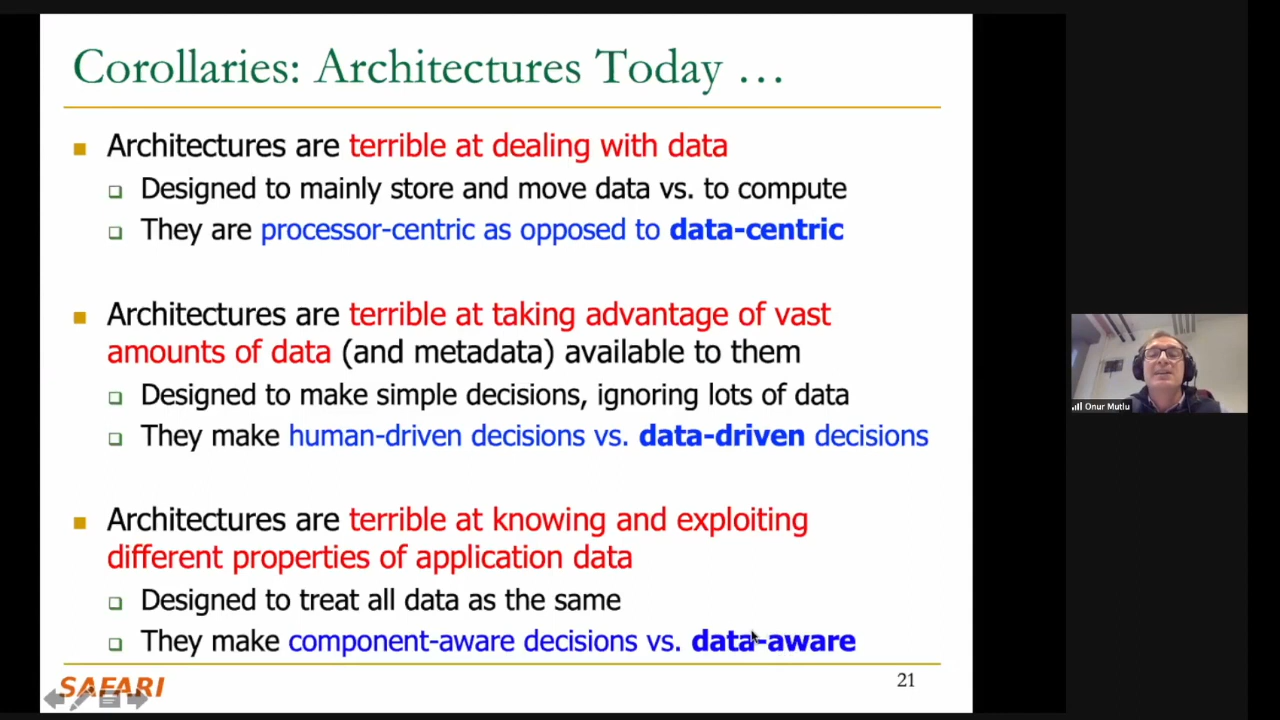 Corollaries: Architectures Today …
Architectures are terrible at dealing with data
Designed to mainly store and move data vs. to compute
They are processor-centric as opposed to data-centric
Architectures are terrible at taking advantage of vast
amounts of data (and metadata) available to them
Designed to make simple decisions, ignoring lots of data
They make human-driven decisions vs. data-driven decisions
Architectures are terrible at knowing and exploiting
different properties of application data
Designed to treat all data as the same
They make component-aware decisions vs. data-aware
SAFARI
21
Onur Mutlu